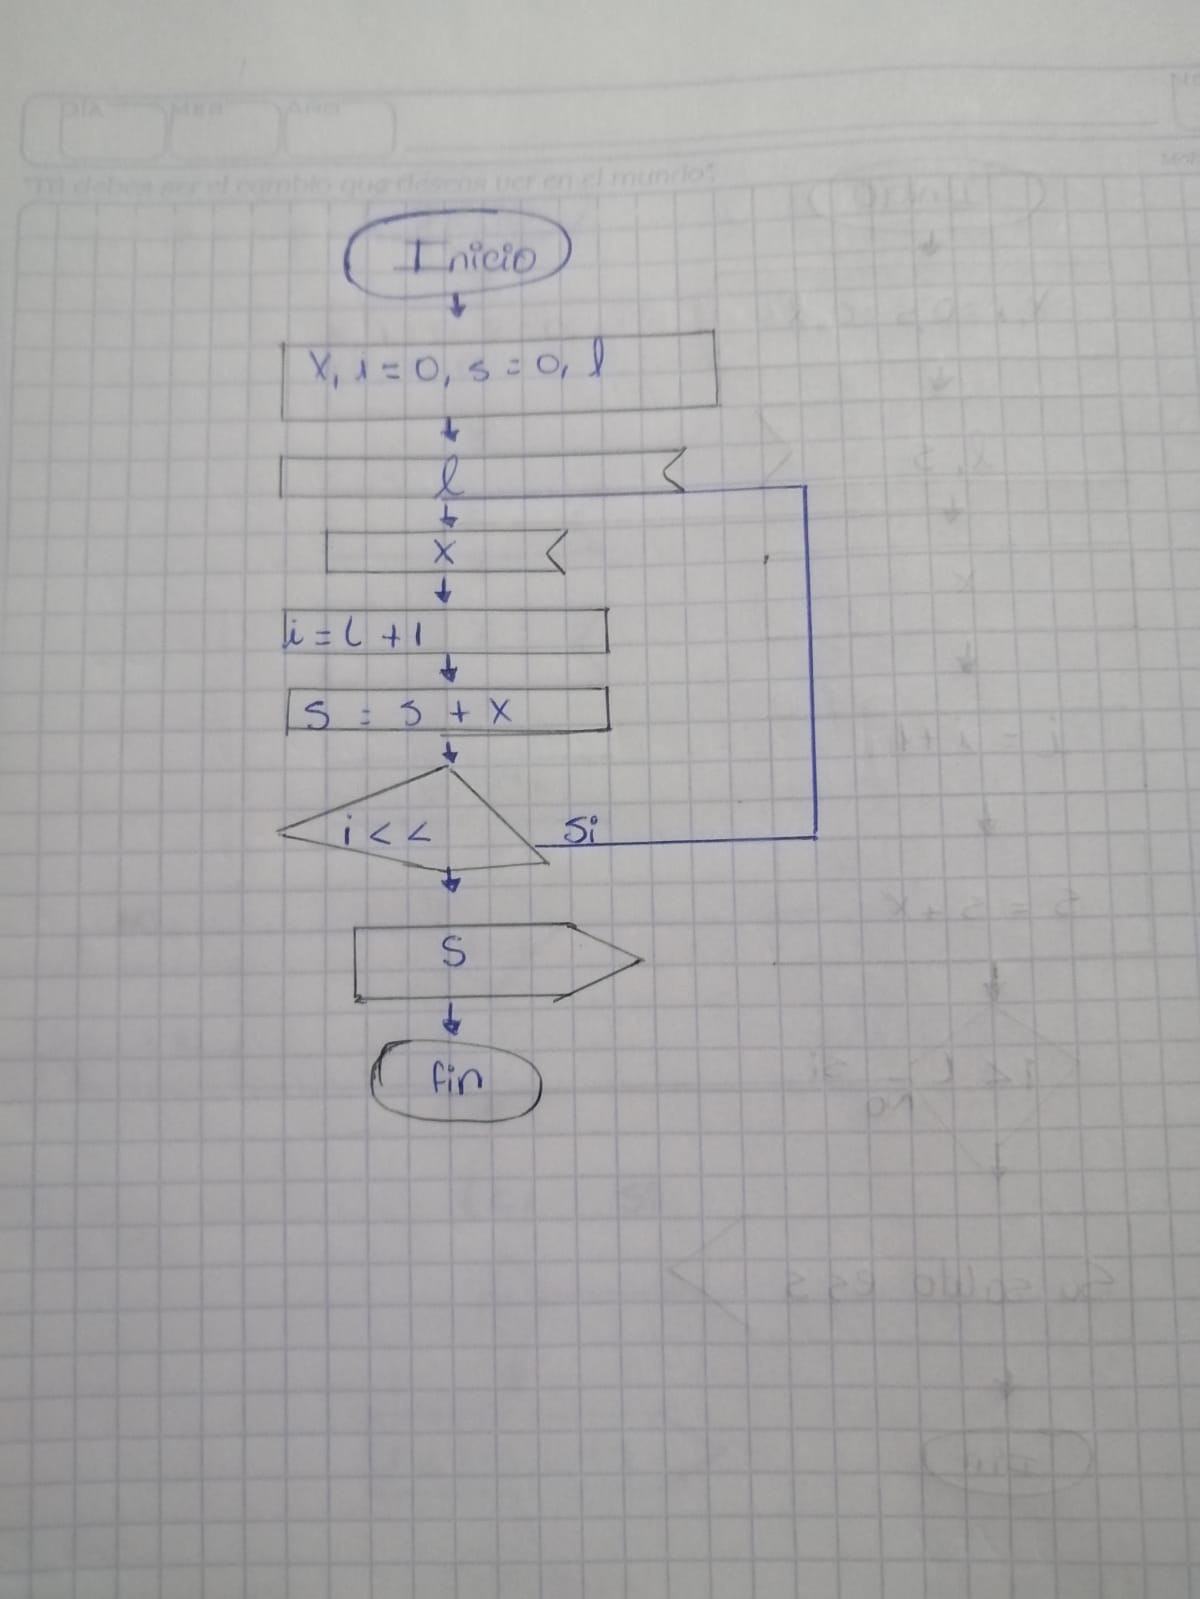 DÍA MES AÑO
"Tú debes ser el cambio que deseas ver en el mundo".
Inicio
X, i = 0, s = 0, l
l
X
i = i + 1
S = S + X
i < <
Si
S
fin